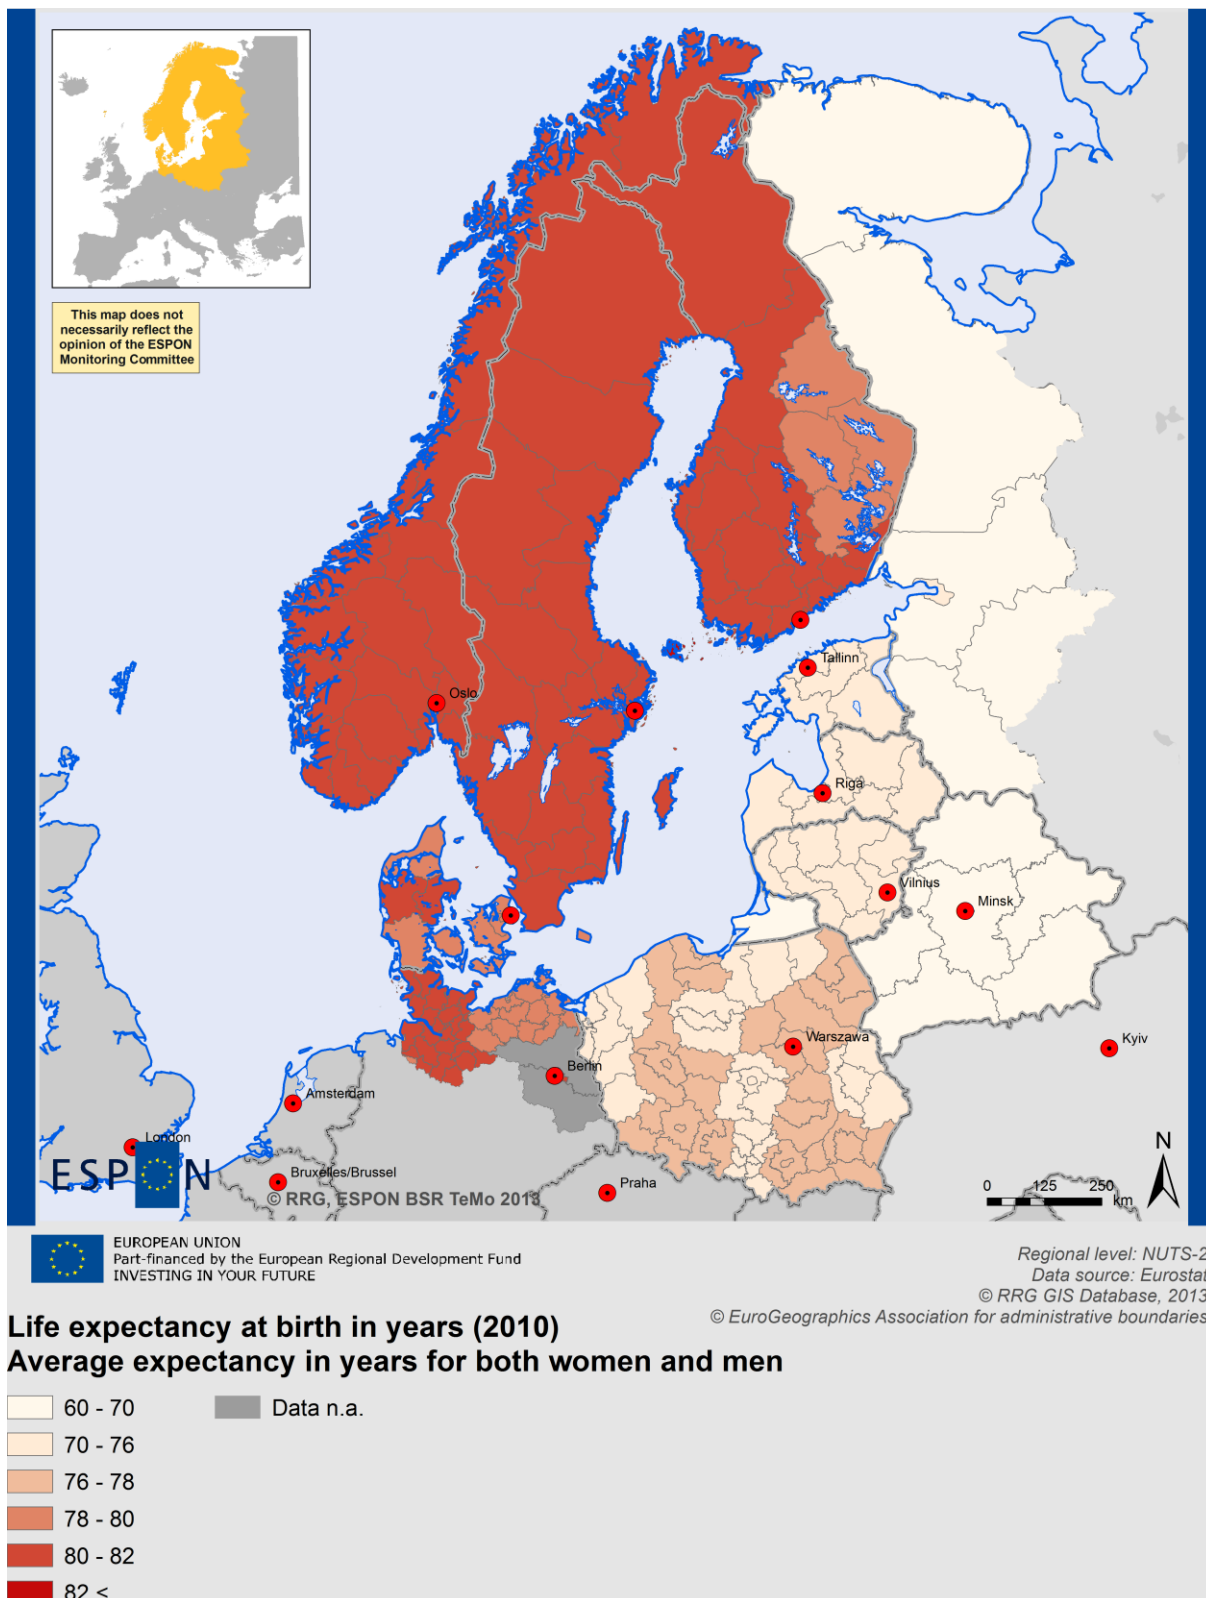 This map does not
necessarily reflect the
opinion of the ESPON
Monitoring Committee
Oslo
Tallinn
Riga
Vilnius
Minsk
Warszawa
Kyiv
Berlin
Amsterdam
London
ESPON
Bruxelles/Brussel
© RRG, ESPON BSR TeMo 2013
Praha
N
0 125 250
km
EUROPEAN UNION
Part-financed by the European Regional Development Fund
INVESTING IN YOUR FUTURE
Regional level: NUTS-2
Data source: Eurostat
© RRG GIS Database, 2013
© EuroGeographics Association for administrative boundaries
Life expectancy at birth in years (2010)
Average expectancy in years for both women and men
60 - 70
Data n.a.
70 - 76
76 - 78
78 - 80
80 - 82
82 <